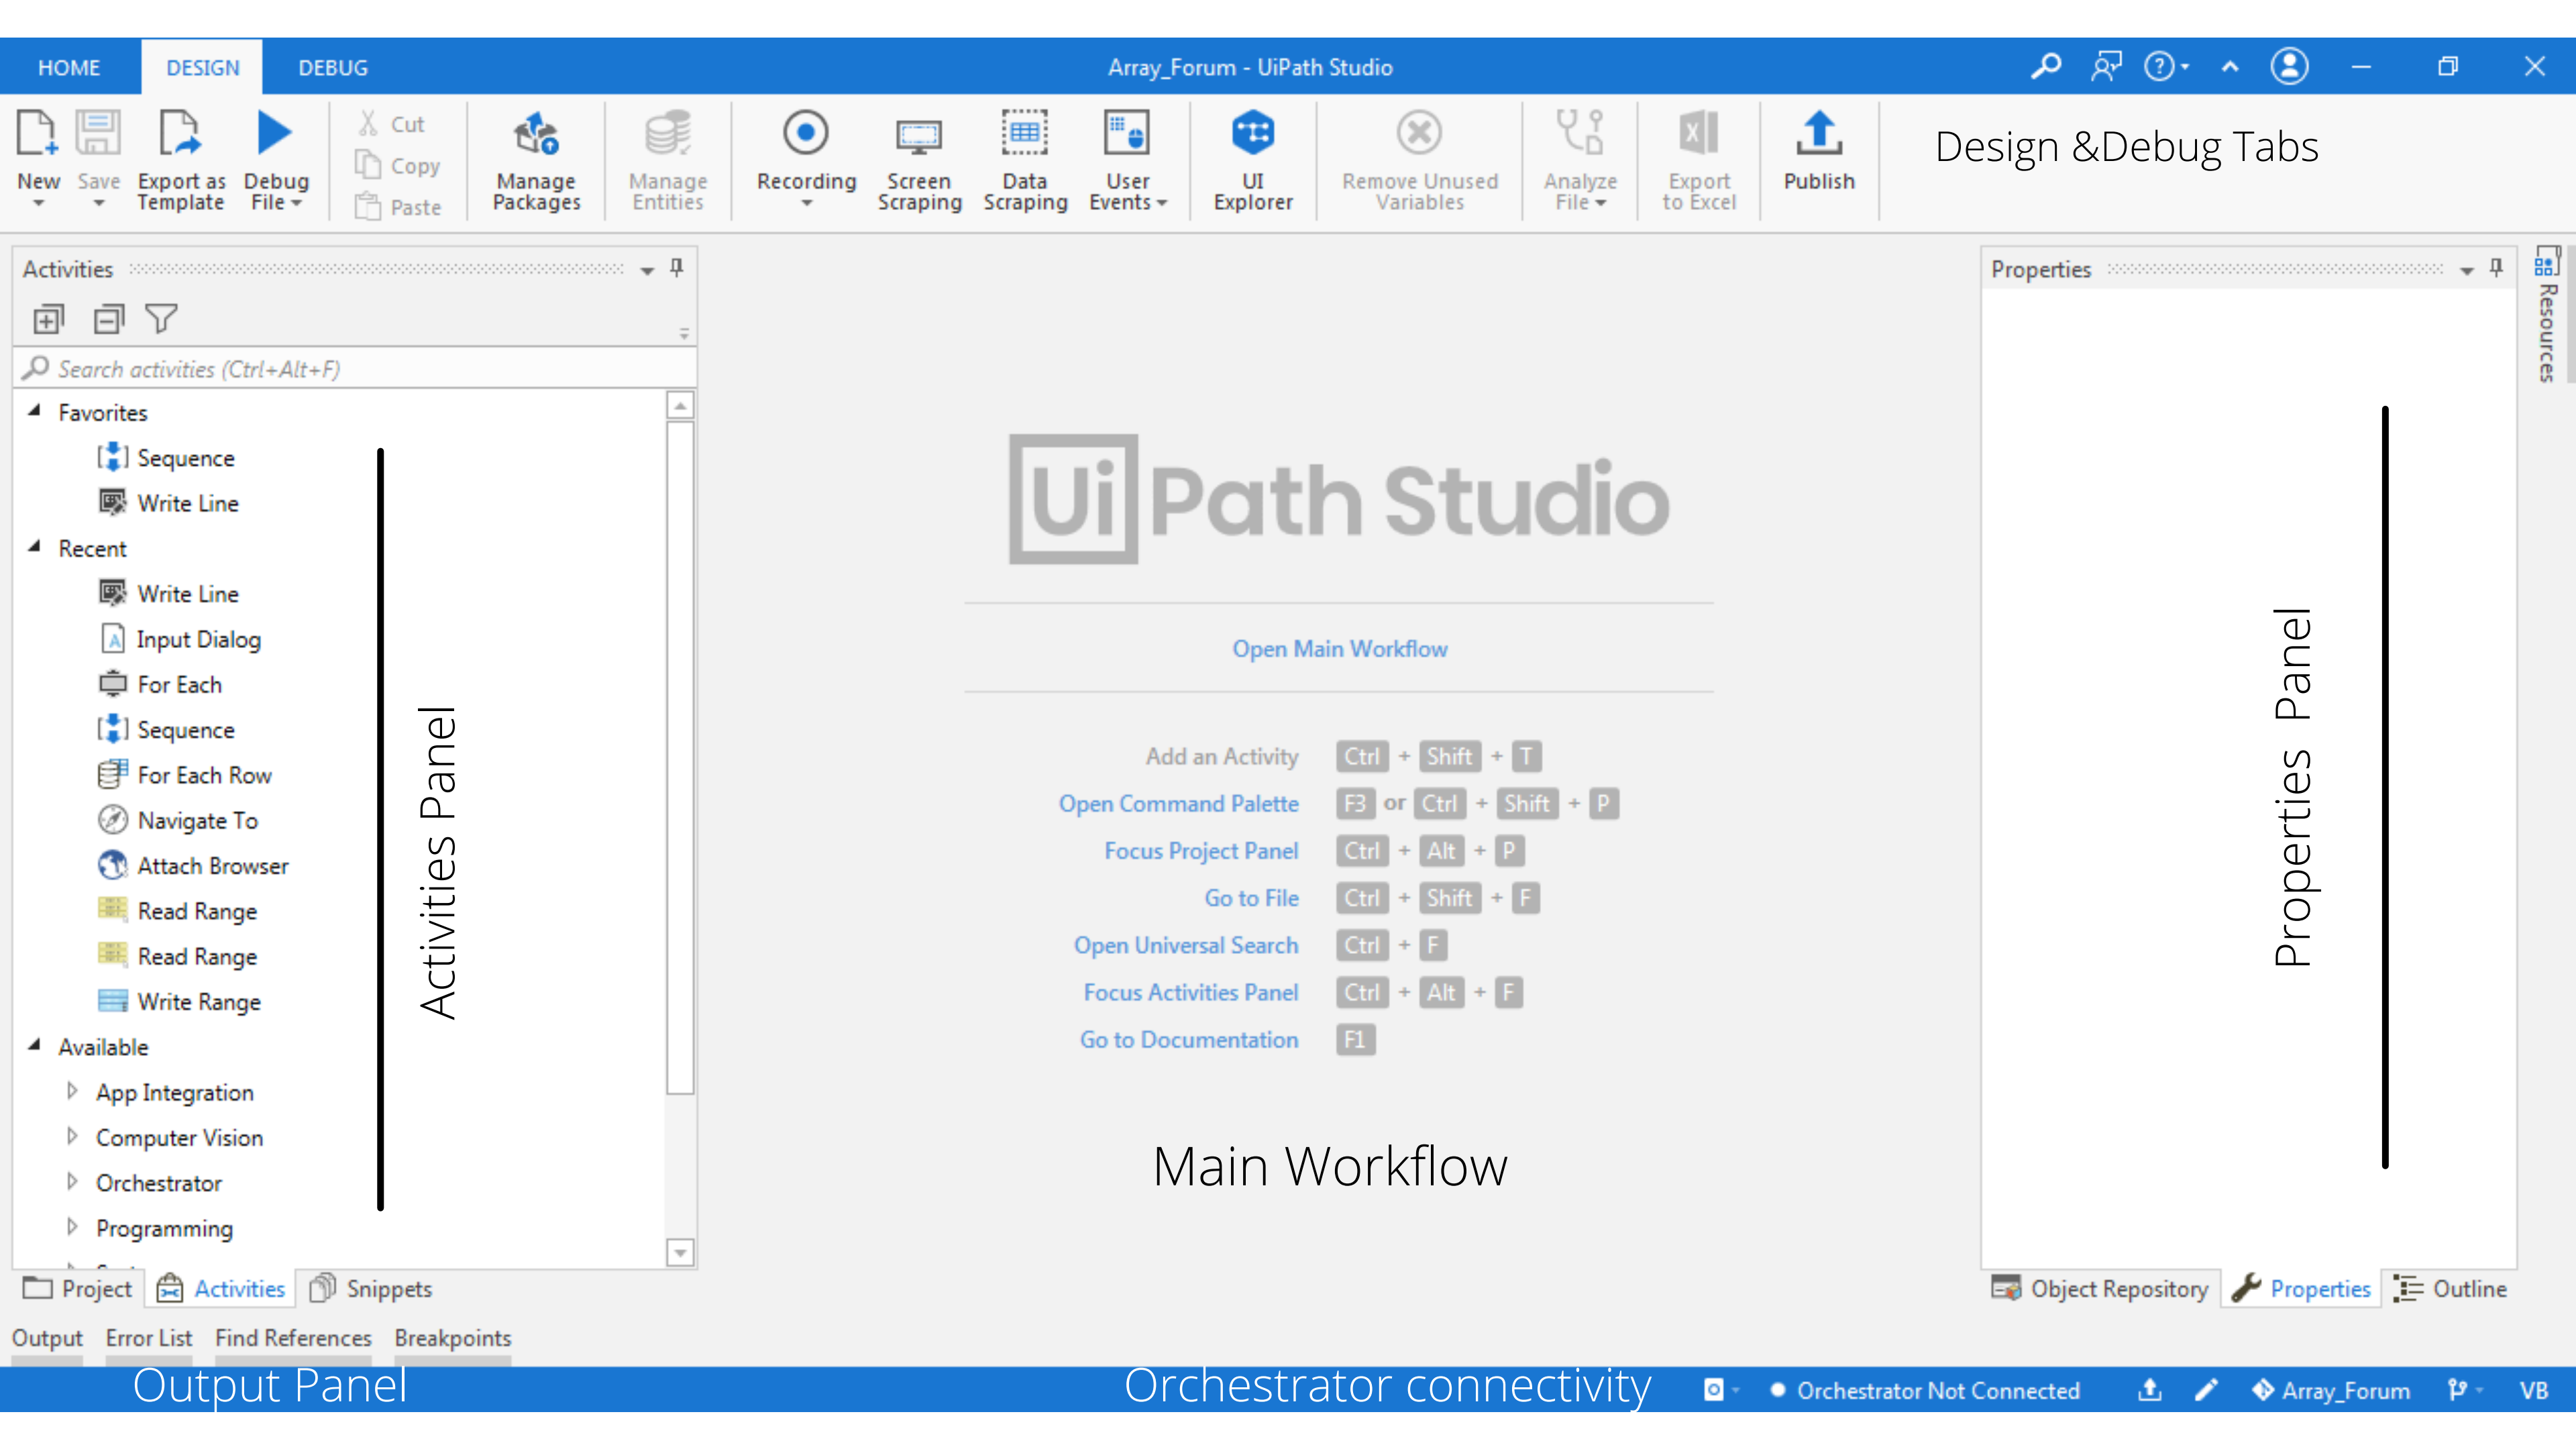 HOME DESIGN DEBUG Array_Forum - UiPath Studio
New Save Export as Template Debug File Cut Copy Paste Manage Packages Manage Entities Recording Screen Scraping Data Scraping User Events UI Explorer Remove Unused Variables Analyze File Export to Excel Publish Design &Debug Tabs
Activities
Search activities (Ctrl+Alt+F)
Favorites
Sequence
Write Line
Recent
Write Line
Input Dialog
For Each
Sequence
For Each Row
Navigate To
Attach Browser
Read Range
Read Range
Write Range
Available
App Integration
Computer Vision
Orchestrator
Programming
Activities Panel
Project Activities Snippets
Ui Path Studio
Open Main Workflow
Add an Activity Ctrl + Shift + T
Open Command Palette F3 or Ctrl + Shift + P
Focus Project Panel Ctrl + Alt + P
Go to File Ctrl + Shift + F
Open Universal Search Ctrl + F
Focus Activities Panel Ctrl + Alt + F
Go to Documentation F1
Main Workflow
Properties
Properties Panel
Resources
Object Repository Properties Outline
Output Error List Find References Breakpoints
Output Panel Orchestrator connectivity Orchestrator Not Connected Array_Forum VB